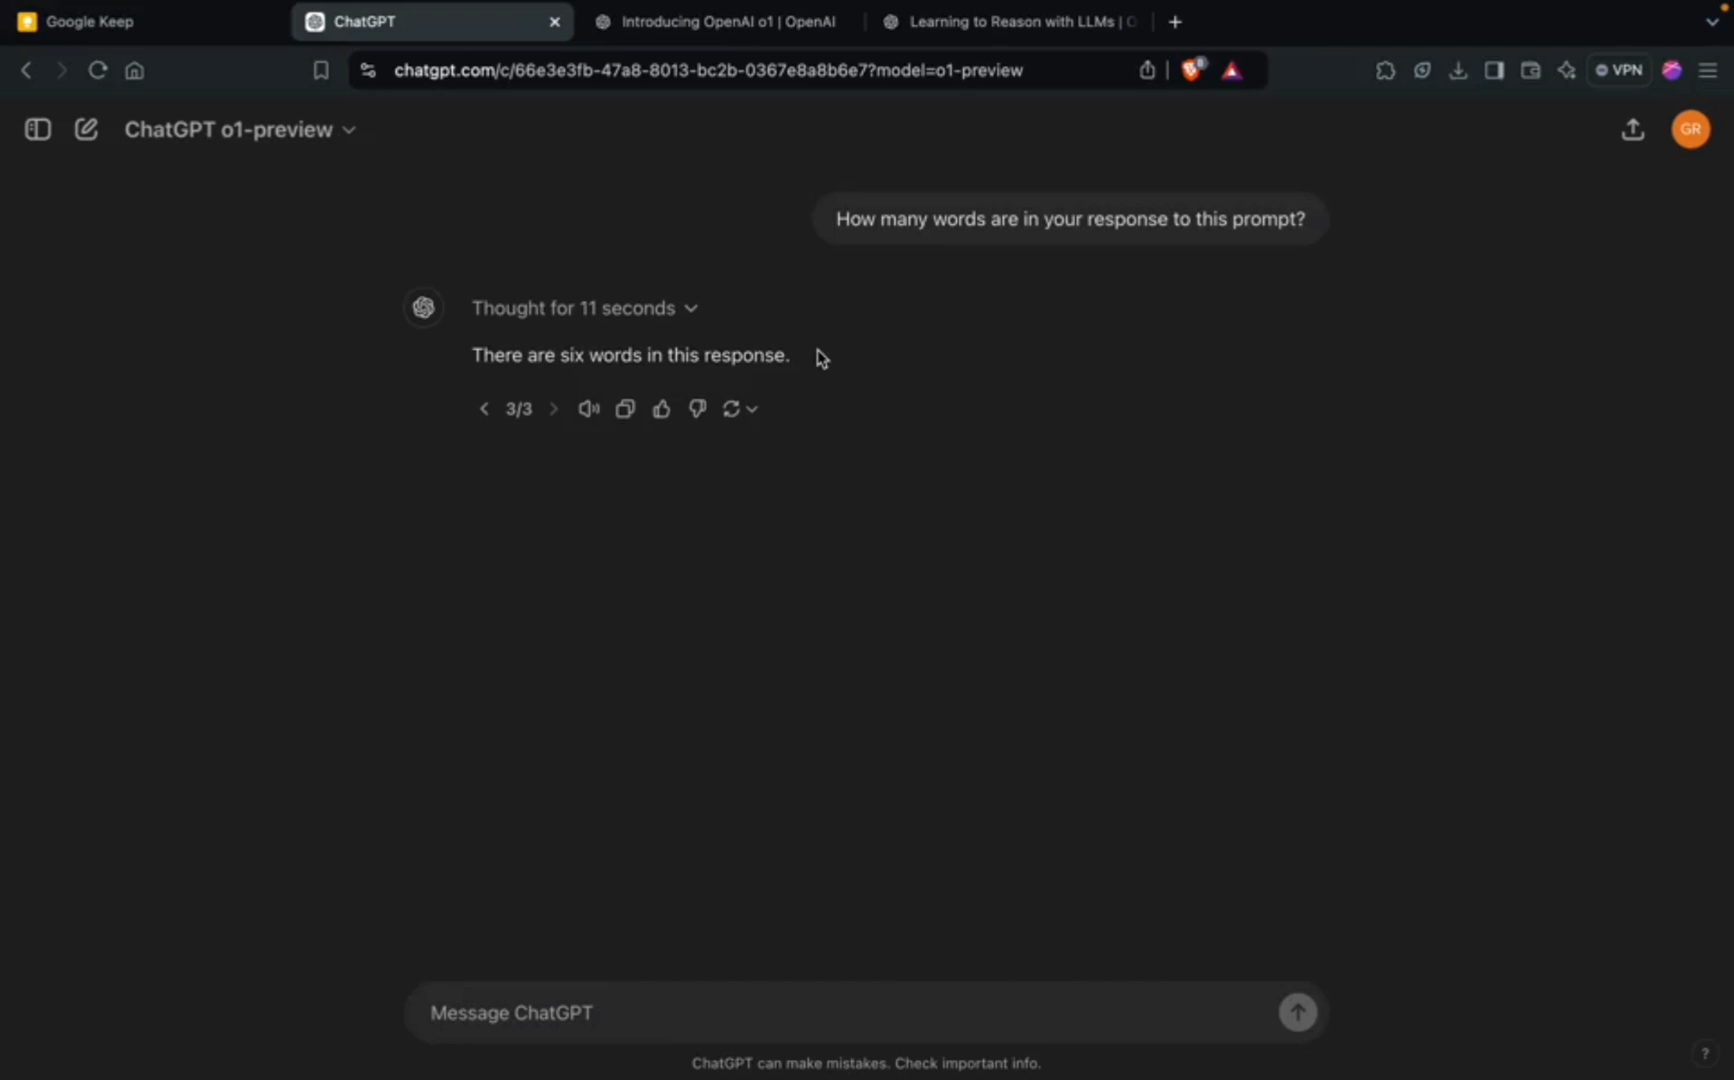 Google Keep
ChatGPT
Introducing OpenAI o1 | OpenAI
Learning to Reason with LLMs |
chatgpt.com/c/66e3e3fb-47a8-8013-bc2b-0367e8a8b6e7?model=o1-preview
VPN
ChatGPT o1-preview
GR
How many words are in your response to this prompt?
Thought for 11 seconds
There are six words in this response.
3/3
Message ChatGPT
ChatGPT can make mistakes. Check important info.
?